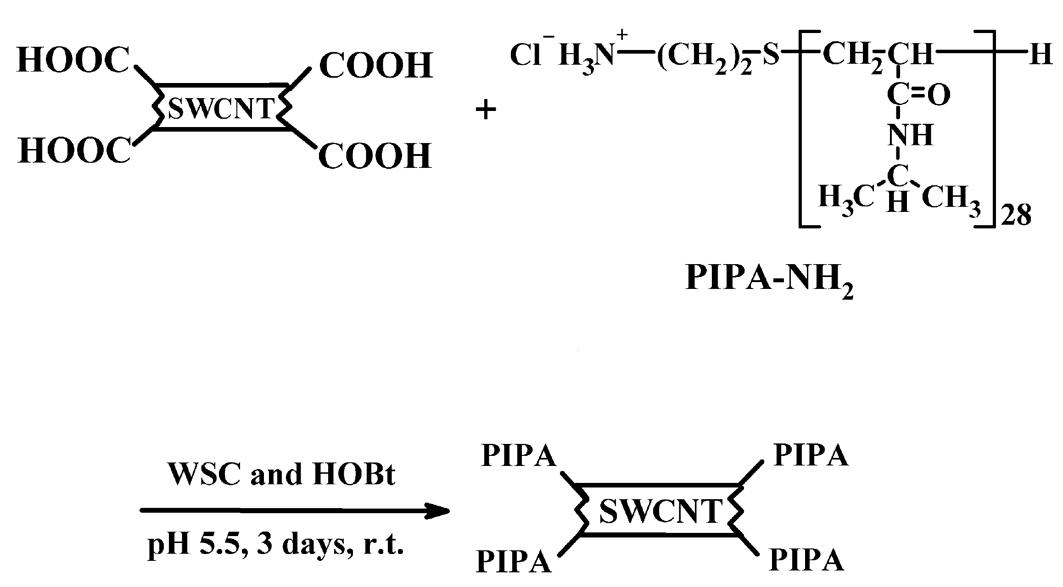 HOOC COOH
SWCNT
HOOC COOH
+
Cl⁻ H₃N⁺—(CH₂)₂—S—[CH₂—CH—]₂₈—H
C=O
NH
H₃C C H CH₃
PIPA-NH₂
WSC and HOBt
pH 5.5, 3 days, r.t.
PIPA PIPA
SWCNT
PIPA PIPA